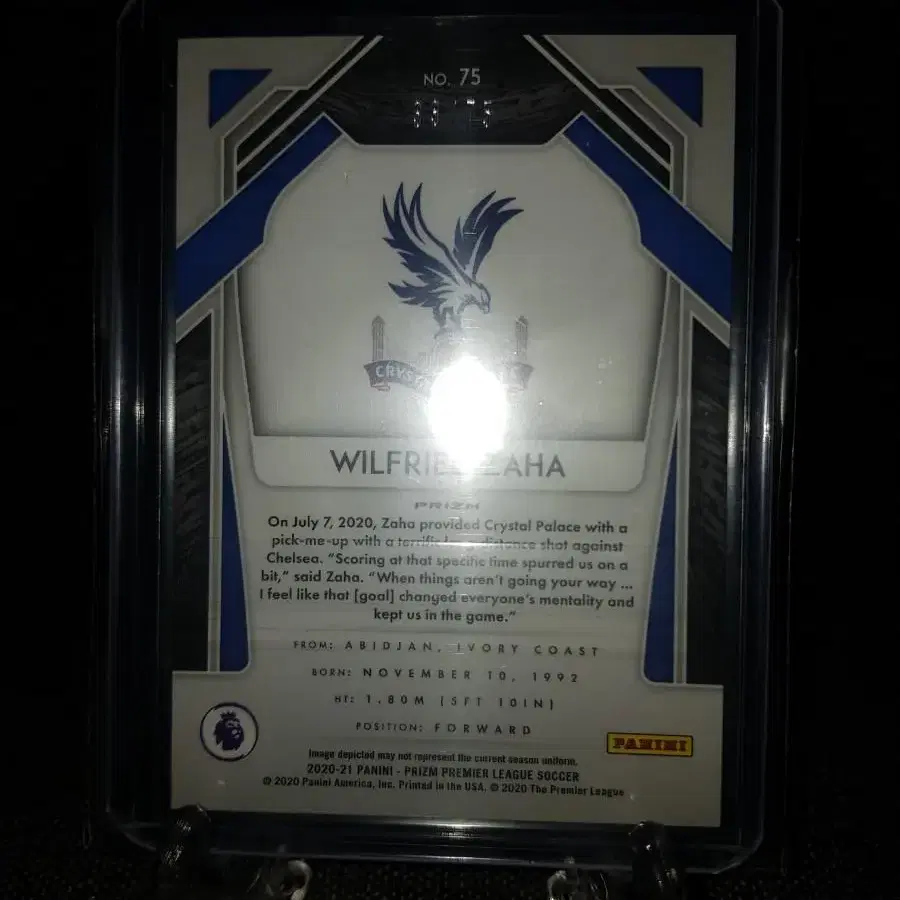 NO. 75
WILFRIED ZAHA
PRIZM
On July 7, 2020, Zaha provided Crystal Palace with a
pick-me-up with a terrific long-distance shot against
Chelsea. “Scoring at that specific time spurred us on a
bit,” said Zaha. “When things aren’t going your way ...
I feel like that [goal] changed everyone’s mentality and
kept us in the game.”
FROM: ABIDJAN, IVORY COAST
BORN: NOVEMBER 10, 1992
HT: 1.80M (5FT 10IN)
POSITION: FORWARD
PANINI
Image depicted may not represent the current season uniform.
2020-21 PANINI - PRIZM PREMIER LEAGUE SOCCER
© 2020 Panini America, Inc. Printed in the USA. © 2020 The Premier League